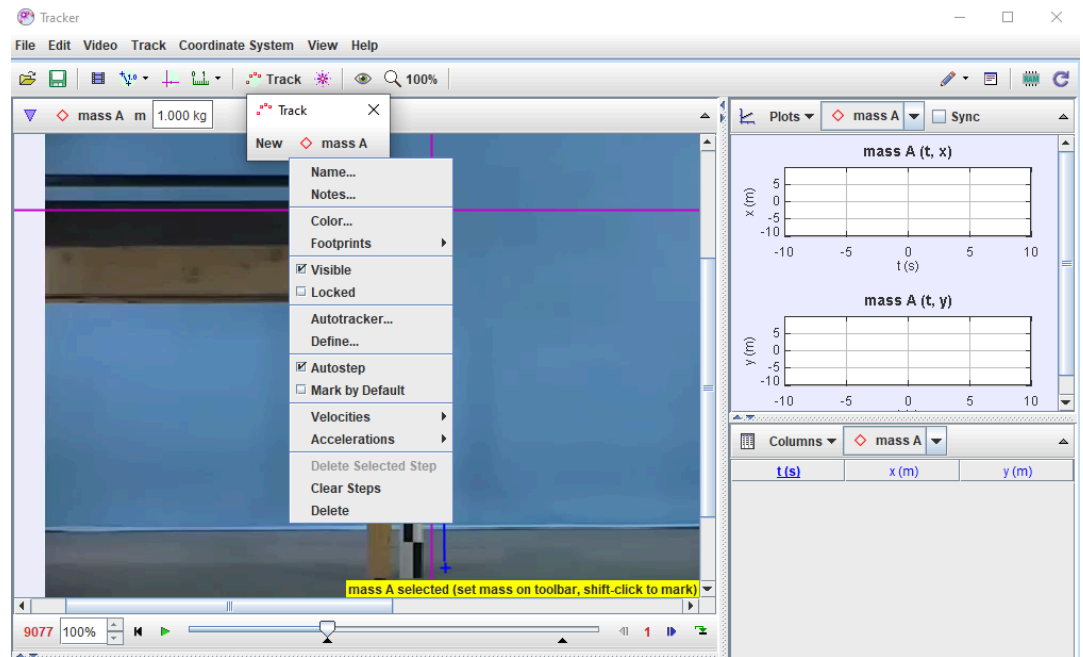 Tracker
File Edit Video Track Coordinate System View Help
Track 100%
mass A m 1.000 kg
Track
New mass A
Name...
Notes...
Color...
Footprints
Visible
Locked
Autotracker...
Define...
Autostep
Mark by Default
Velocities
Accelerations
Delete Selected Step
Clear Steps
Delete
mass A selected (set mass on toolbar, shift-click to mark)
9077 100% 1
Plots mass A Sync
mass A (t, x)
x (m)
5
0
-5
-10
-10 -5 0 5 10
t (s)
mass A (t, y)
y (m)
5
0
-5
-10
-10 -5 0 5 10
Columns mass A
t (s) x (m) y (m)